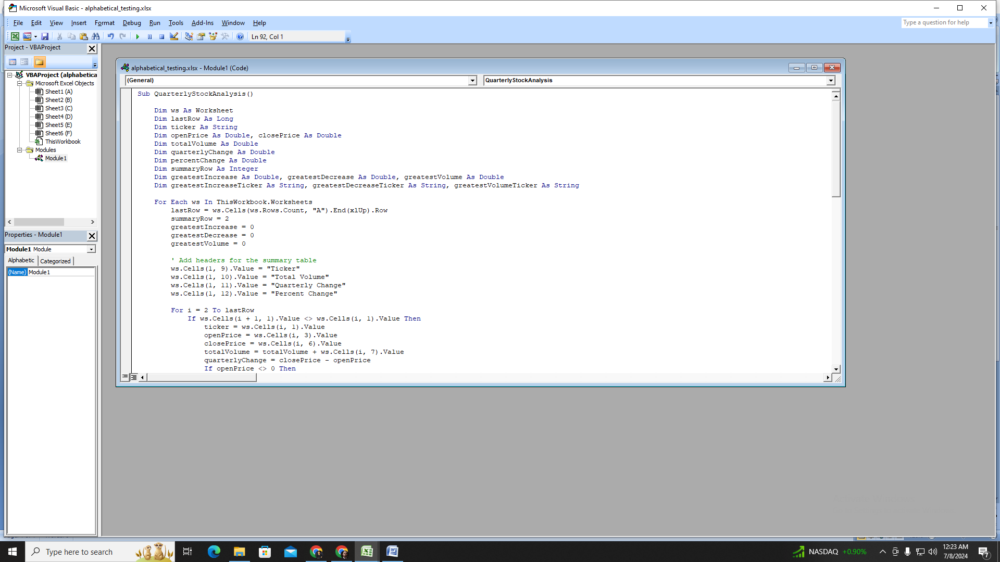 Microsoft Visual Basic - alphabetical_testing.xlsx
File Edit View Insert Format Debug Run Tools Add-Ins Window Help
Type a question for help
Ln 92, Col 1
Project - VBAProject
VBAProject (alphabetica
Microsoft Excel Objects
Sheet1 (A)
Sheet2 (B)
Sheet3 (C)
Sheet4 (D)
Sheet5 (E)
Sheet6 (F)
ThisWorkbook
Modules
Module1
Properties - Module1
Module1 Module
Alphabetic Categorized
(Name) Module1
alphabetical_testing.xlsx - Module1 (Code)
(General) QuarterlyStockAnalysis
Sub QuarterlyStockAnalysis()
Dim ws As Worksheet
Dim lastRow As Long
Dim ticker As String
Dim openPrice As Double, closePrice As Double
Dim totalVolume As Double
Dim quarterlyChange As Double
Dim percentChange As Double
Dim summaryRow As Integer
Dim greatestIncrease As Double, greatestDecrease As Double, greatestVolume As Double
Dim greatestIncreaseTicker As String, greatestDecreaseTicker As String, greatestVolumeTicker As String
For Each ws In ThisWorkbook.Worksheets
lastRow = ws.Cells(ws.Rows.Count, "A").End(xlUp).Row
summaryRow = 2
greatestIncrease = 0
greatestDecrease = 0
greatestVolume = 0
' Add headers for the summary table
ws.Cells(1, 9).Value = "Ticker"
ws.Cells(1, 10).Value = "Total Volume"
ws.Cells(1, 11).Value = "Quarterly Change"
ws.Cells(1, 12).Value = "Percent Change"
For i = 2 To lastRow
If ws.Cells(i + 1, 1).Value <> ws.Cells(i, 1).Value Then
ticker = ws.Cells(i, 1).Value
openPrice = ws.Cells(i, 3).Value
closePrice = ws.Cells(i, 6).Value
totalVolume = totalVolume + ws.Cells(i, 7).Value
quarterlyChange = closePrice - openPrice
If openPrice <> 0 Then
Type here to search
NASDAQ +0.90%
12:23 AM
7/8/2024
7